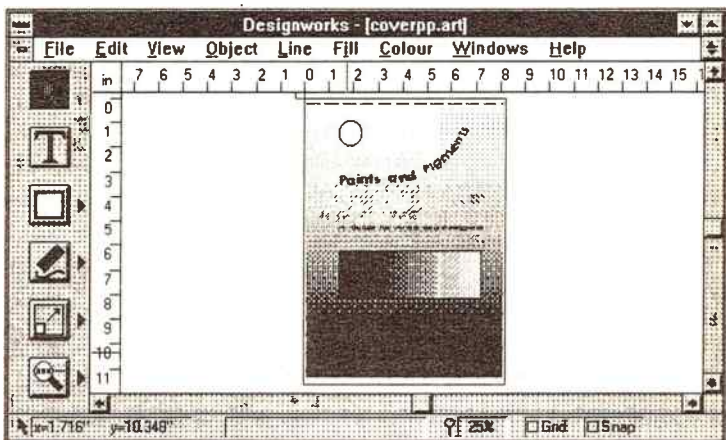 Designworks - [coverpp.art]
File Edit View Object Line Fill Colour Windows Help
in 7 6 5 4 3 2 1 0 1 2 3 4 5 6 7 8 9 10 11 12 13 14 15
0
1
2
3
4
5
6
7
8
9
10
11
T
Paints and Pigments
x=1.716" y=10.348" 25% Grid Snap